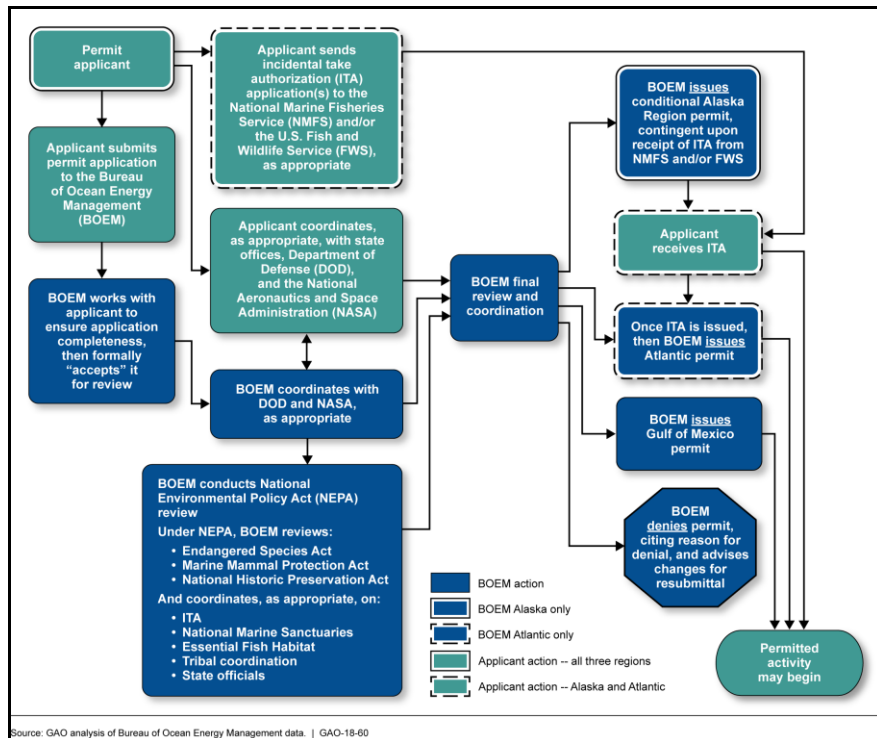 Permit
applicant
Applicant sends
incidental take
authorization (ITA)
application(s) to the
National Marine Fisheries
Service (NMFS) and/or
the U.S. Fish and
Wildlife Service (FWS),
as appropriate
BOEM issues
conditional Alaska
Region permit,
contingent upon
receipt of ITA from
NMFS and/or FWS
Applicant submits
permit application
to the Bureau
of Ocean Energy
Management
(BOEM)
Applicant coordinates,
as appropriate, with state
offices, Department of
Defense (DOD),
and the National
Aeronautics and Space
Administration (NASA)
Applicant
receives ITA
BOEM final
review and
coordination
BOEM works with
applicant to
ensure application
completeness,
then formally
“accepts” it
for review
Once ITA is issued,
then BOEM issues
Atlantic permit
BOEM coordinates with
DOD and NASA,
as appropriate
BOEM issues
Gulf of Mexico
permit
BOEM conducts National
Environmental Policy Act (NEPA)
review
Under NEPA, BOEM reviews:
• Endangered Species Act
• Marine Mammal Protection Act
• National Historic Preservation Act
And coordinates, as appropriate, on:
• ITA
• National Marine Sanctuaries
• Essential Fish Habitat
• Tribal coordination
• State officials
BOEM
denies permit,
citing reason for
denial, and advises
changes for
resubmittal
BOEM action
BOEM Alaska only
BOEM Atlantic only
Applicant action -- all three regions
Applicant action -- Alaska and Atlantic
Permitted
activity
may begin
Source: GAO analysis of Bureau of Ocean Energy Management data. | GAO-18-60